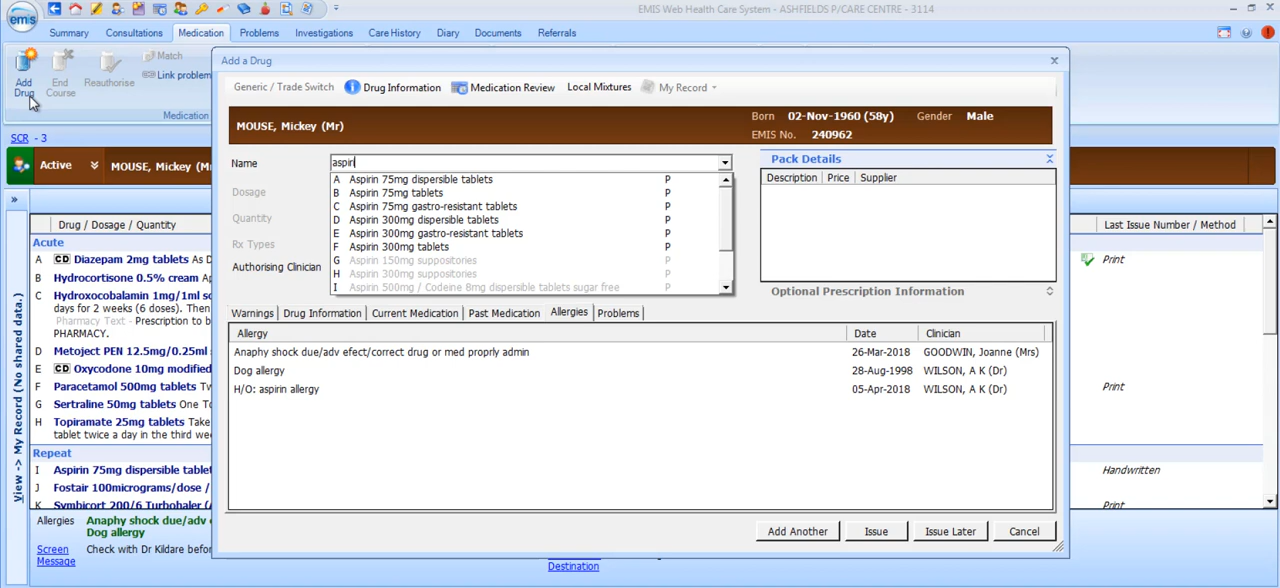 emis
EMIS Web Health Care System - ASHFIELDS P/CARE CENTRE - 3114
Summary Consultations Medication Problems Investigations Care History Diary Documents Referrals
Add Drug
End Course
Reauthorise
Match
Link problem
Medication
SCR - 3
Active
MOUSE, Mickey (Mr
View -> My Record (No shared data.)
Drug / Dosage / Quantity
Acute
A CD Diazepam 2mg tablets As D
B Hydrocortisone 0.5% cream Ap
C Hydroxocobalamin 1mg/1ml so
days for 2 weeks (6 doses). Then
Pharmacy Text - Prescription to b
PHARMACY.
D Metoject PEN 12.5mg/0.25ml
E CD Oxycodone 10mg modified
F Paracetamol 500mg tablets Tw
G Sertraline 50mg tablets One To
H Topiramate 25mg tablets Take
tablet twice a day in the third wee
Repeat
I Aspirin 75mg dispersible tablet
J Fostair 100micrograms/dose /
K Symbicort 200/6 Turbohaler (A
Allergies
Anaphy shock due/adv e
Dog allergy
Screen Message
Check with Dr Kildare befor
Destination
Add a Drug
Generic / Trade Switch Drug Information Medication Review Local Mixtures My Record
MOUSE, Mickey (Mr)
Born 02-Nov-1960 (58y) Gender Male
EMIS No. 240962
Name aspiri
Dosage
Quantity
Rx Types
Authorising Clinician
A Aspirin 75mg dispersible tablets P
B Aspirin 75mg tablets P
C Aspirin 75mg gastro-resistant tablets P
D Aspirin 300mg dispersible tablets P
E Aspirin 300mg gastro-resistant tablets P
F Aspirin 300mg tablets P
G Aspirin 150mg suppositories P
H Aspirin 300mg suppositories P
I Aspirin 500mg / Codeine 8mg dispersible tablets sugar free P
Pack Details
Description Price Supplier
Optional Prescription Information
Warnings Drug Information Current Medication Past Medication Allergies Problems
Allergy Date Clinician
Anaphy shock due/adv efect/correct drug or med proprly admin 26-Mar-2018 GOODWIN, Joanne (Mrs)
Dog allergy 28-Aug-1998 WILSON, A K (Dr)
H/O: aspirin allergy 05-Apr-2018 WILSON, A K (Dr)
Add Another Issue Issue Later Cancel
Last Issue Number / Method
Print
Print
Handwritten
Print